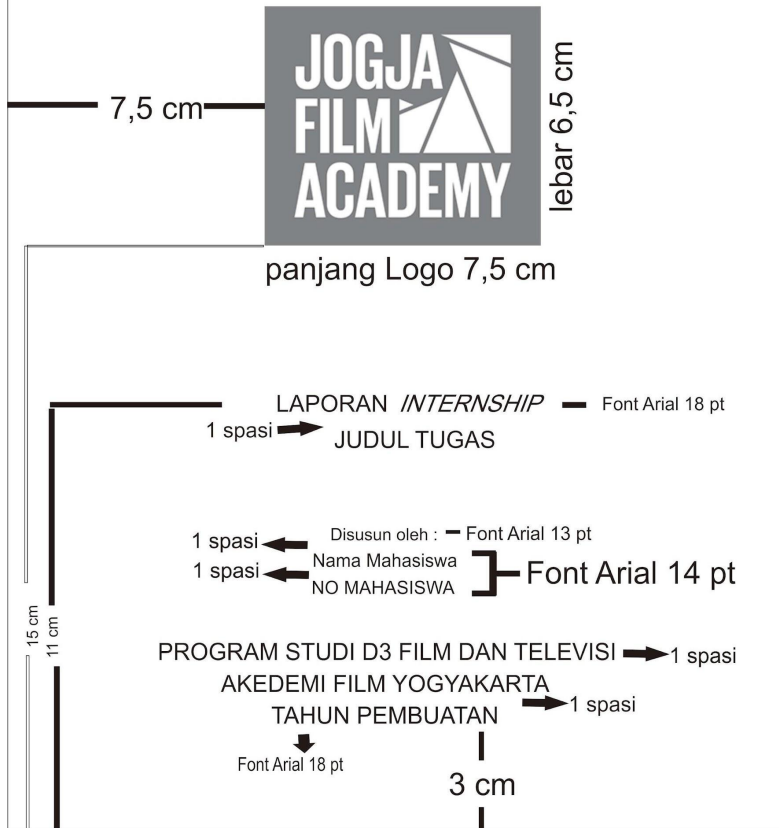 JOGJA
FILM
ACADEMY
7,5 cm
lebar 6,5 cm
panjang Logo 7,5 cm
LAPORAN INTERNSHIP
Font Arial 18 pt
1 spasi
JUDUL TUGAS
Disusun oleh :
Font Arial 13 pt
1 spasi
Nama Mahasiswa
1 spasi
NO MAHASISWA
Font Arial 14 pt
15 cm
11 cm
PROGRAM STUDI D3 FILM DAN TELEVISI
1 spasi
AKEDEMI FILM YOGYAKARTA
1 spasi
TAHUN PEMBUATAN
Font Arial 18 pt
3 cm